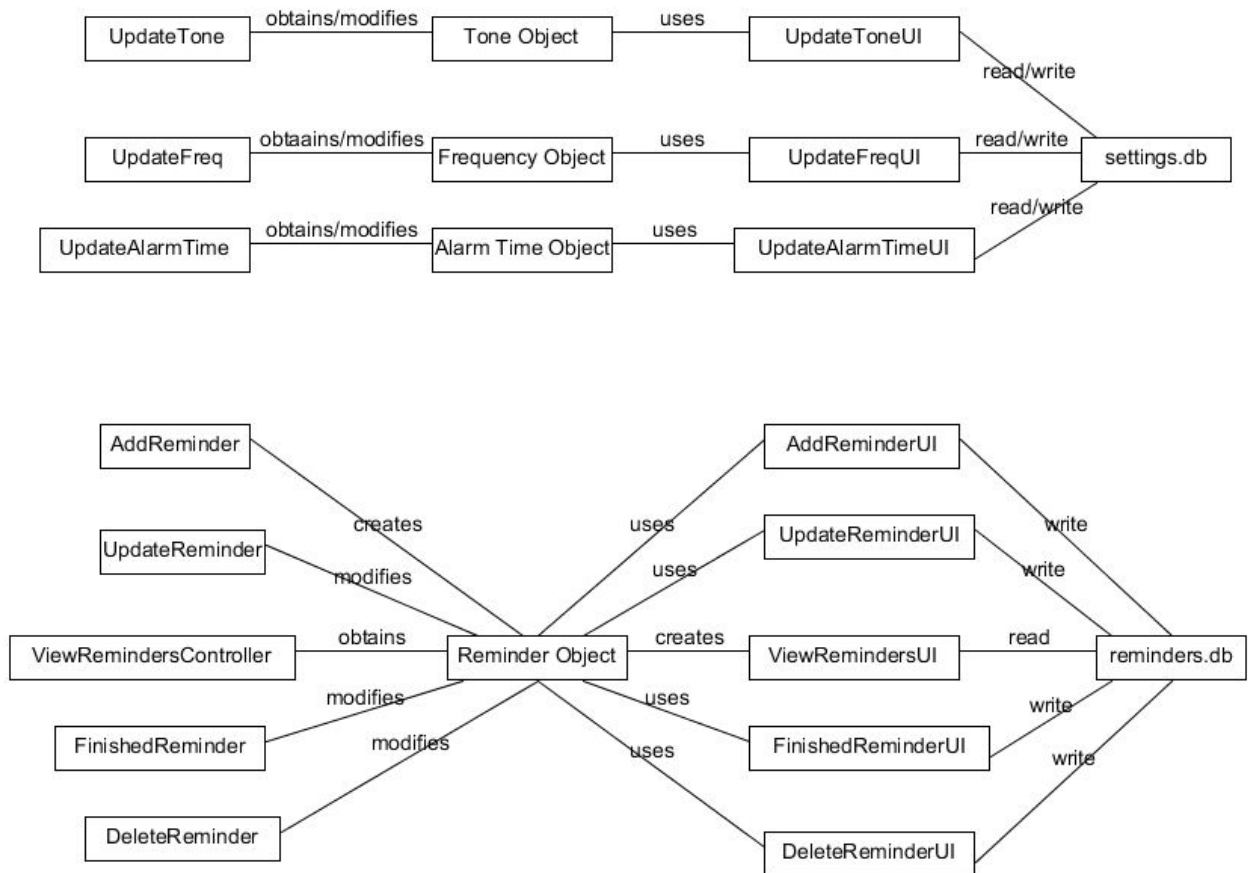 UpdateTone obtains/modifies Tone Object uses UpdateToneUI
read/write
UpdateFreq obtaains/modifies Frequency Object uses UpdateFreqUI read/write settings.db
read/write
UpdateAlarmTime obtains/modifies Alarm Time Object uses UpdateAlarmTimeUI
AddReminder AddReminderUI
creates uses write
UpdateReminder UpdateReminderUI
modifies uses write
ViewRemindersController obtains Reminder Object creates ViewRemindersUI read reminders.db
modifies write
FinishedReminder modifies uses FinishedReminderUI write
DeleteReminder DeleteReminderUI
uses